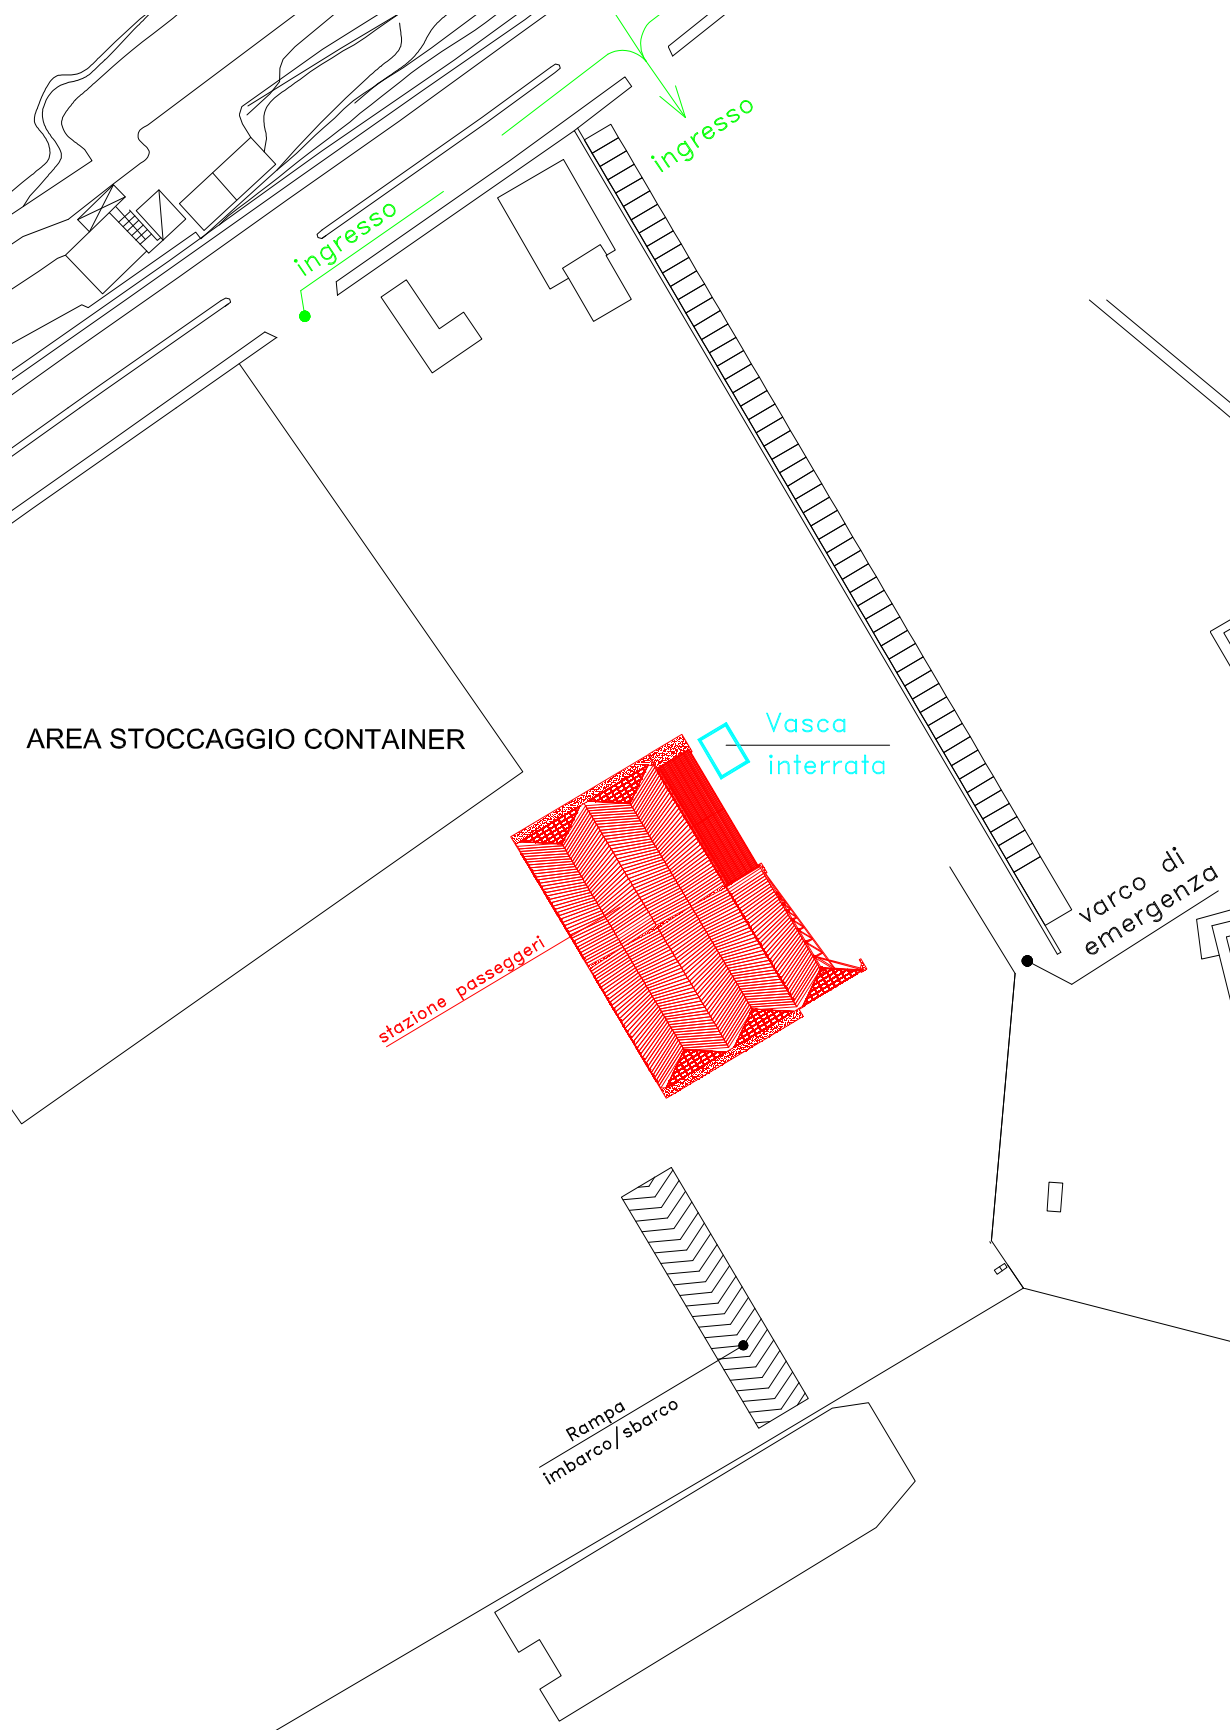 ingresso
ingresso
AREA STOCCAGGIO CONTAINER
Vasca
interrata
varco di
emergenza
stazione passeggeri
Rampa
imbarco/sbarco